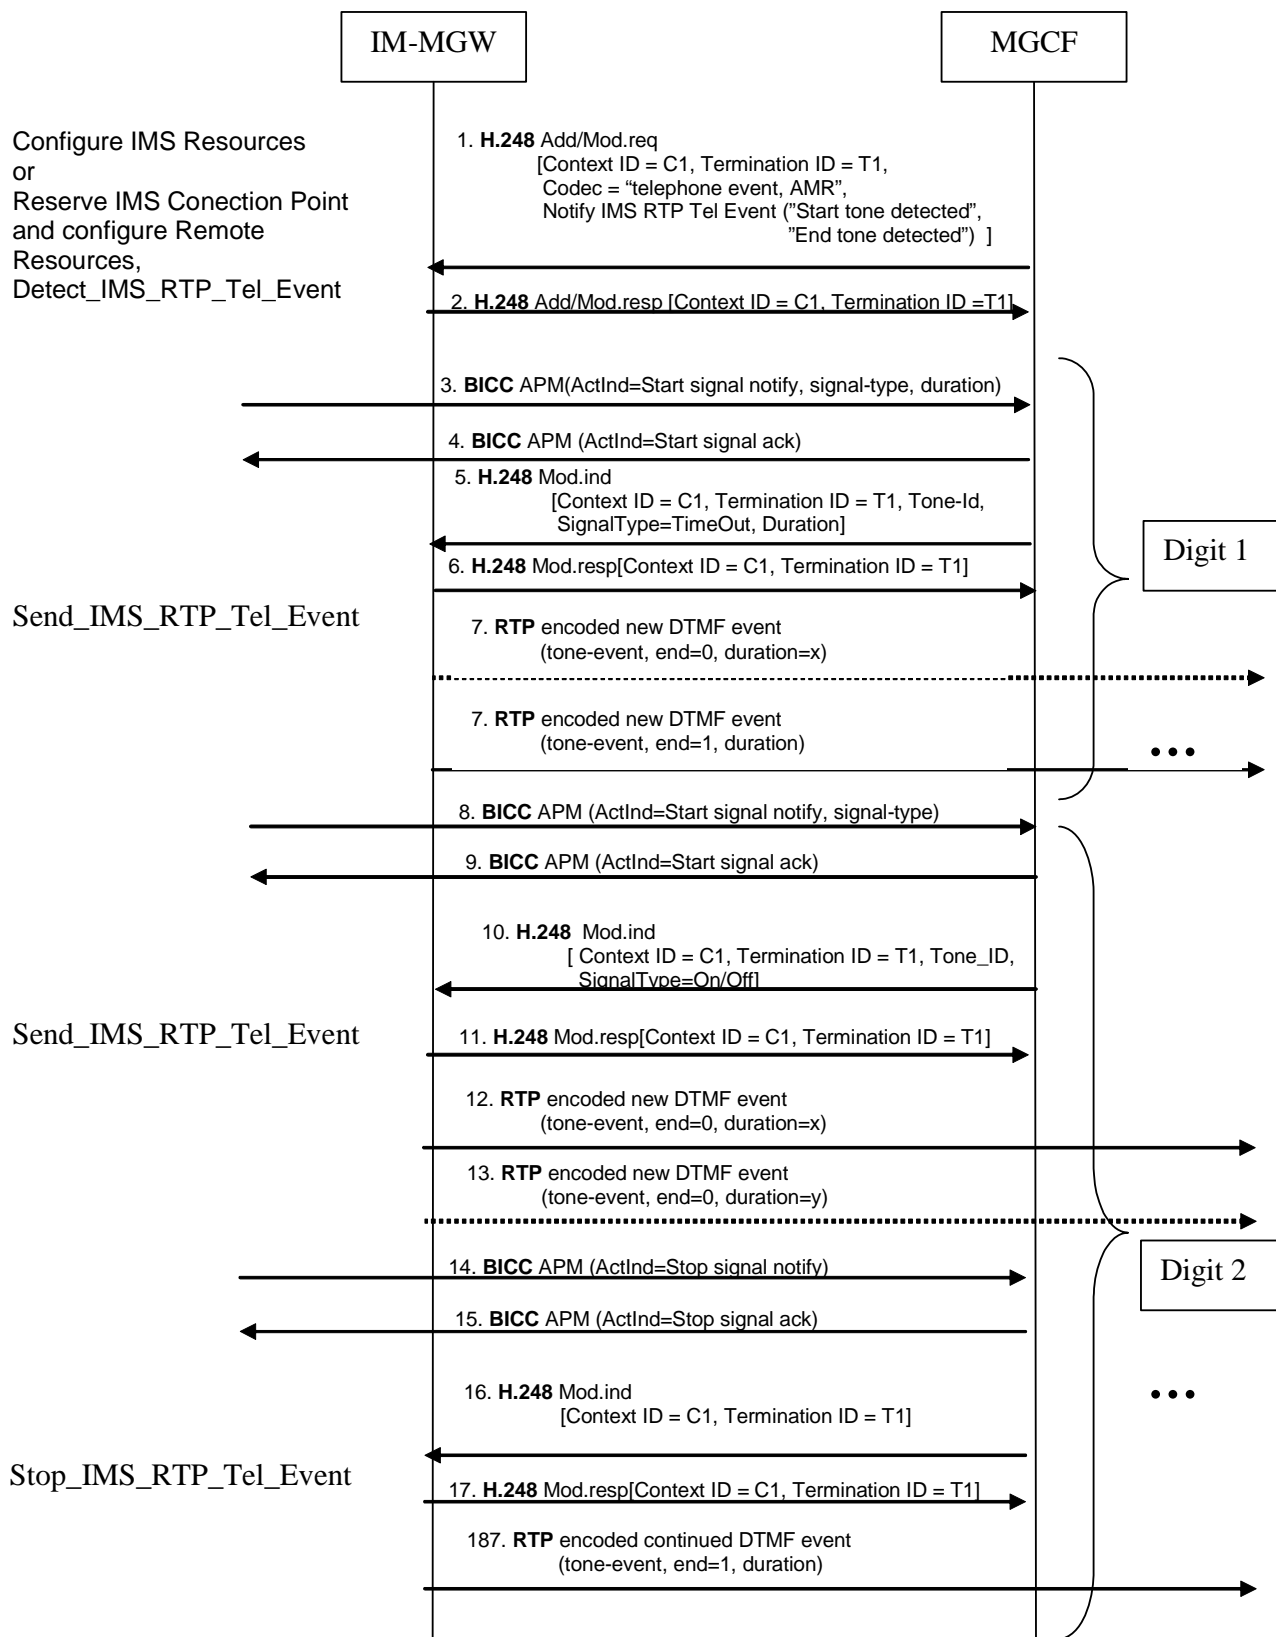 IM-MGW
MGCF
Configure IMS Resources
or
Reserve IMS Conection Point
and configure Remote
Resources,
Detect_IMS_RTP_Tel_Event
1. H.248 Add/Mod.req
[Context ID = C1, Termination ID = T1,
Codec = “telephone event, AMR”,
Notify IMS RTP Tel Event (”Start tone detected”,
”End tone detected”) ]
2. H.248 Add/Mod.resp [Context ID = C1, Termination ID =T1]
3. BICC APM(ActInd=Start signal notify, signal-type, duration)
4. BICC APM (ActInd=Start signal ack)
5. H.248 Mod.ind
[Context ID = C1, Termination ID = T1, Tone-Id,
SignalType=TimeOut, Duration]
Digit 1
6. H.248 Mod.resp[Context ID = C1, Termination ID = T1]
Send_IMS_RTP_Tel_Event
7. RTP encoded new DTMF event
(tone-event, end=0, duration=x)
7. RTP encoded new DTMF event
(tone-event, end=1, duration)
•••
8. BICC APM (ActInd=Start signal notify, signal-type)
9. BICC APM (ActInd=Start signal ack)
10. H.248 Mod.ind
[ Context ID = C1, Termination ID = T1, Tone_ID,
SignalType=On/Off]
Send_IMS_RTP_Tel_Event
11. H.248 Mod.resp[Context ID = C1, Termination ID = T1]
12. RTP encoded new DTMF event
(tone-event, end=0, duration=x)
13. RTP encoded new DTMF event
(tone-event, end=0, duration=y)
14. BICC APM (ActInd=Stop signal notify)
Digit 2
15. BICC APM (ActInd=Stop signal ack)
16. H.248 Mod.ind
[Context ID = C1, Termination ID = T1]
•••
Stop_IMS_RTP_Tel_Event
17. H.248 Mod.resp[Context ID = C1, Termination ID = T1]
187. RTP encoded continued DTMF event
(tone-event, end=1, duration)